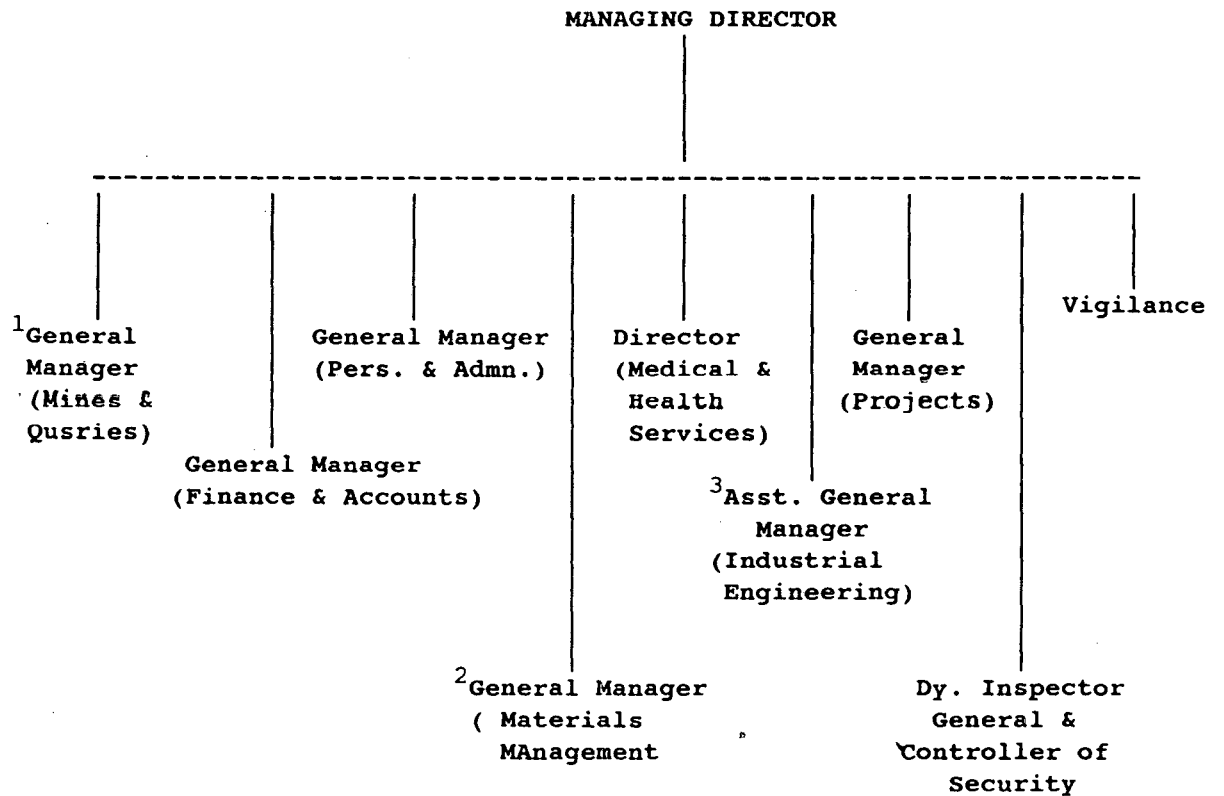 MANAGING DIRECTOR
Vigilance
1General
Manager
(Mines &
Qusries)
General Manager
(Pers. & Admn.)
Director
(Medical &
Health
Services)
General
Manager
(Projects)
General Manager
(Finance & Accounts)
3Asst. General
Manager
(Industrial
Engineering)
2General Manager
( Materials
MAnagement
Dy. Inspector
General &
Controller of
Security